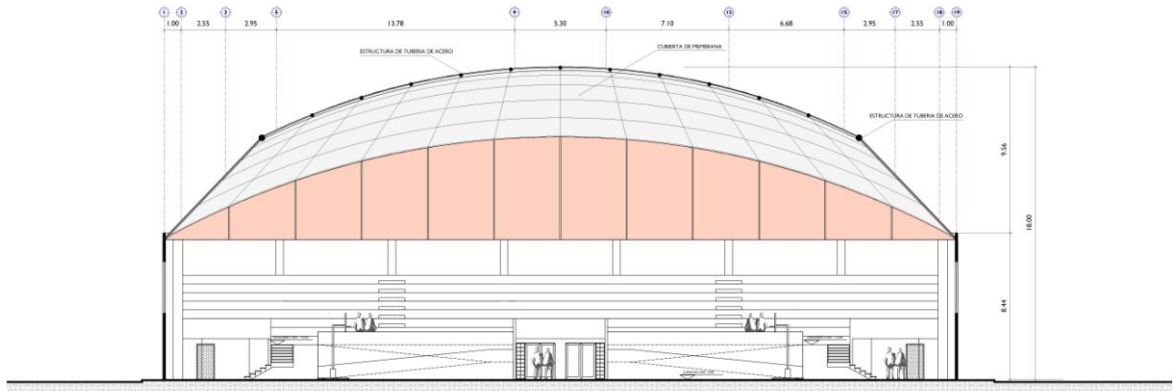 1 2 3 5 9 10 13 15 17 18 19
1.00 2.55 2.95 13.78 5.30 7.10 6.68 2.95 2.55 1.00
ESTRUCTURA DE TUBERIA DE ACERO
CUBIERTA DE MEMBRANA
ESTRUCTURA DE TUBERIA DE ACERO
9.56
18.00
8.44